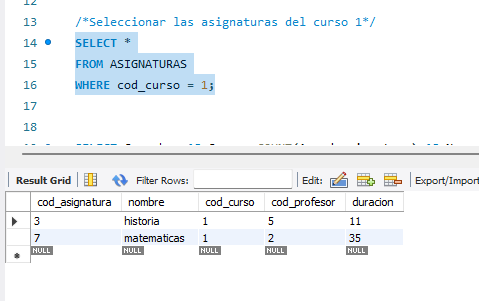 12
13 /*Seleccionar las asignaturas del curso 1*/
14 SELECT *
15 FROM ASIGNATURAS
16 WHERE cod_curso = 1;
17
18
Result Grid Filter Rows: Edit: Export/Import
cod_asignatura nombre cod_curso cod_profesor duracion
3 historia 1 5 11
7 matematicas 1 2 35
NULL NULL NULL NULL NULL